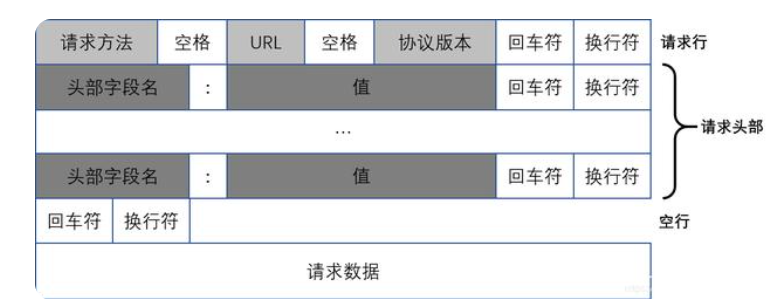 请求方法 空格 URL 空格 协议版本 回车符 换行符 请求行
头部字段名 : 值 回车符 换行符
...
请求头部
头部字段名 : 值 回车符 换行符
回车符 换行符 空行
请求数据